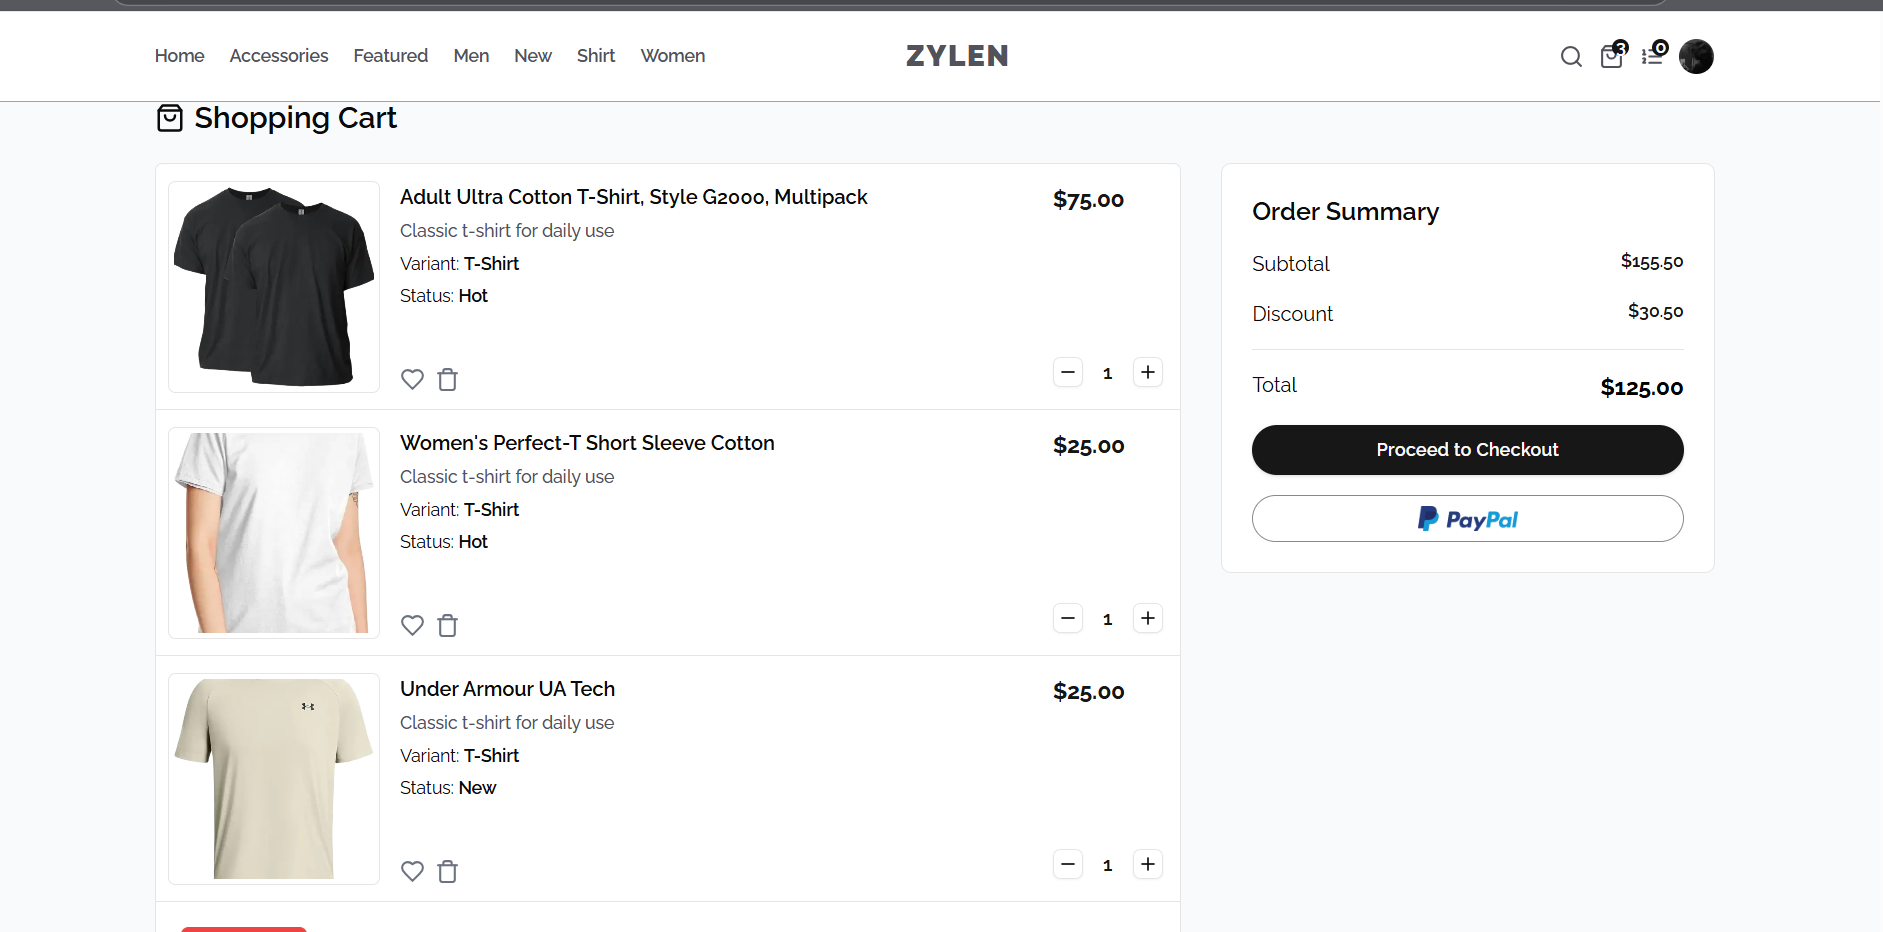 Home Accessories Featured Men New Shirt Women ZYLEN 3 0
Shopping Cart
Adult Ultra Cotton T-Shirt, Style G2000, Multipack $75.00
Classic t-shirt for daily use
Variant: T-Shirt
Status: Hot
1
Women's Perfect-T Short Sleeve Cotton $25.00
Classic t-shirt for daily use
Variant: T-Shirt
Status: Hot
1
Under Armour UA Tech $25.00
Classic t-shirt for daily use
Variant: T-Shirt
Status: New
1
Order Summary
Subtotal $155.50
Discount $30.50
Total $125.00
Proceed to Checkout
PayPal